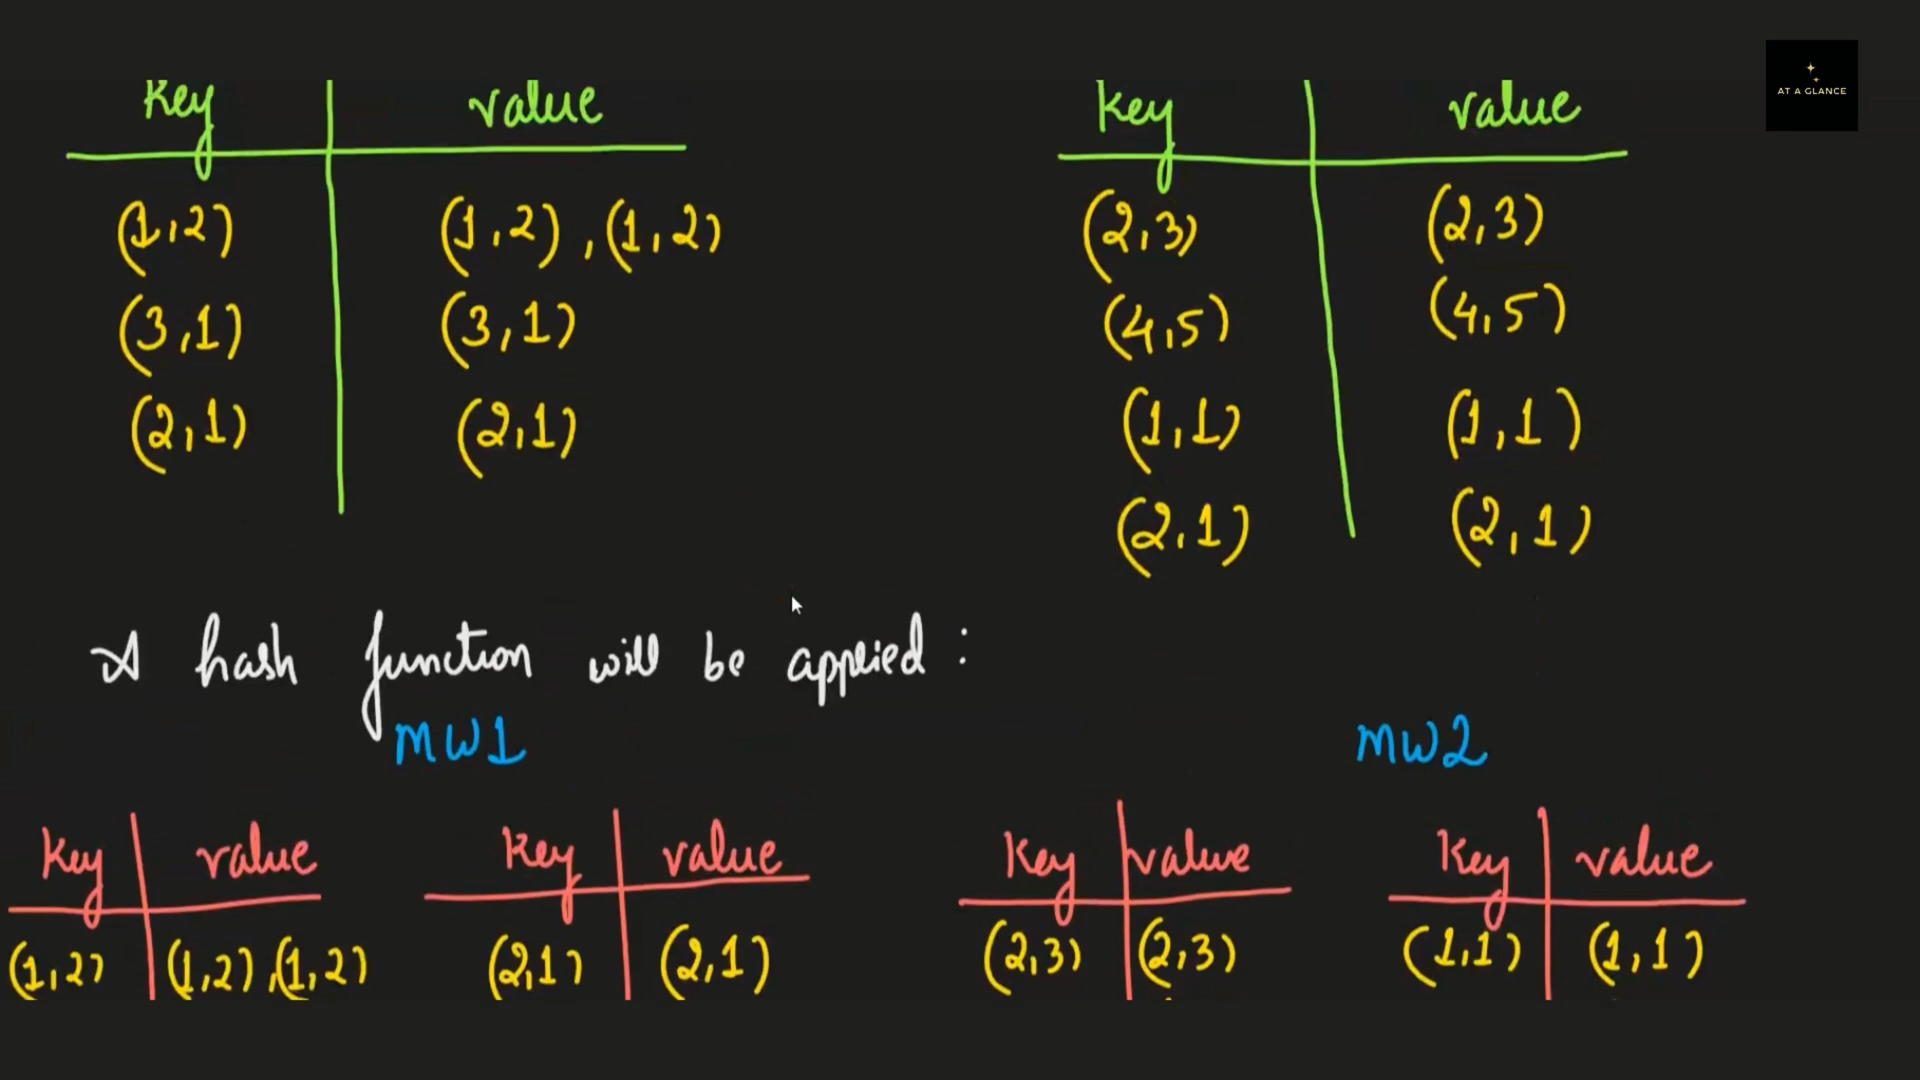 AT A GLANCE
Key value Key value
(1,2) (1,2),(1,2) (2,3) (2,3)
(3,1) (3,1) (4,5) (4,5)
(2,1) (2,1) (1,1) (1,1)
(2,1) (2,1)
A hash function will be applied:
MW1 MW2
Key value Key value Key value Key value
(1,2) (1,2),(1,2) (2,1) (2,1) (2,3) (2,3) (1,1) (1,1)